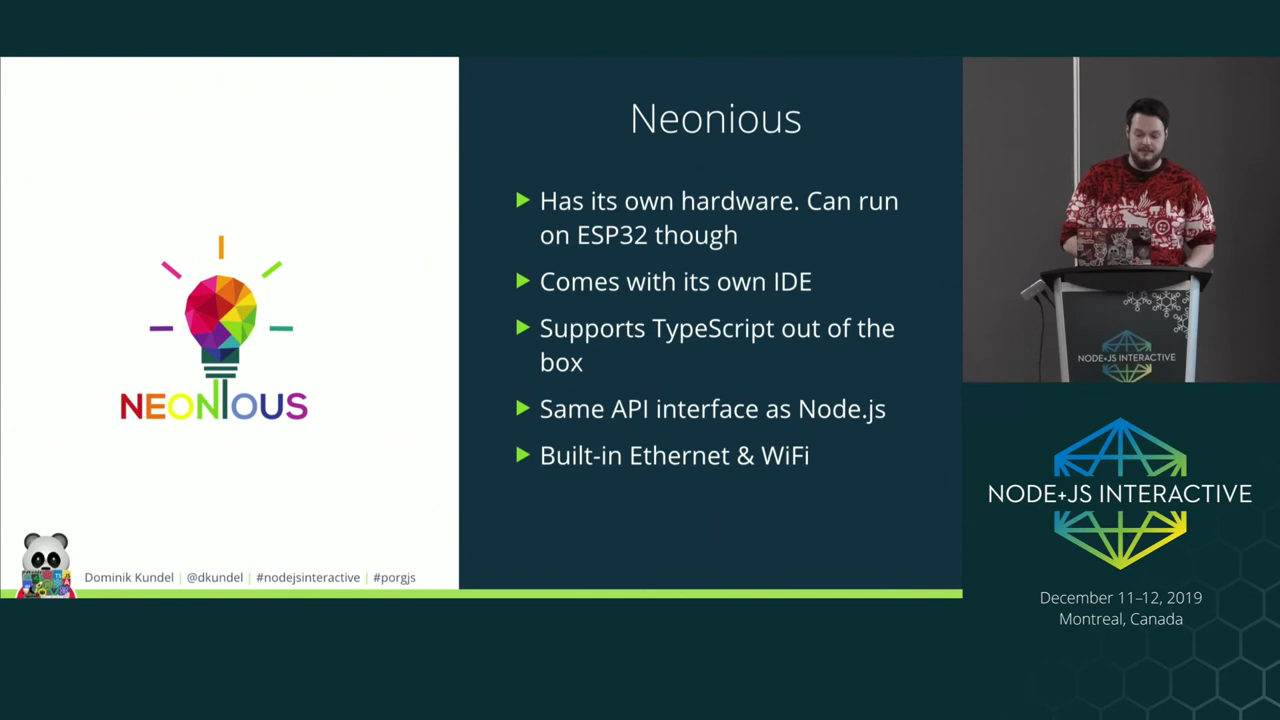 Neonious
Has its own hardware. Can run
on ESP32 though
Comes with its own IDE
Supports TypeScript out of the
box
Same API interface as Node.js
Built-in Ethernet & WiFi
NEONIOUS
Dominik Kundel | @dkundel | #nodejsinteractive | #porgjs
NODE+JS INTERACTIVE
NODE+JS INTERACTIVE
December 11–12, 2019
Montreal, Canada